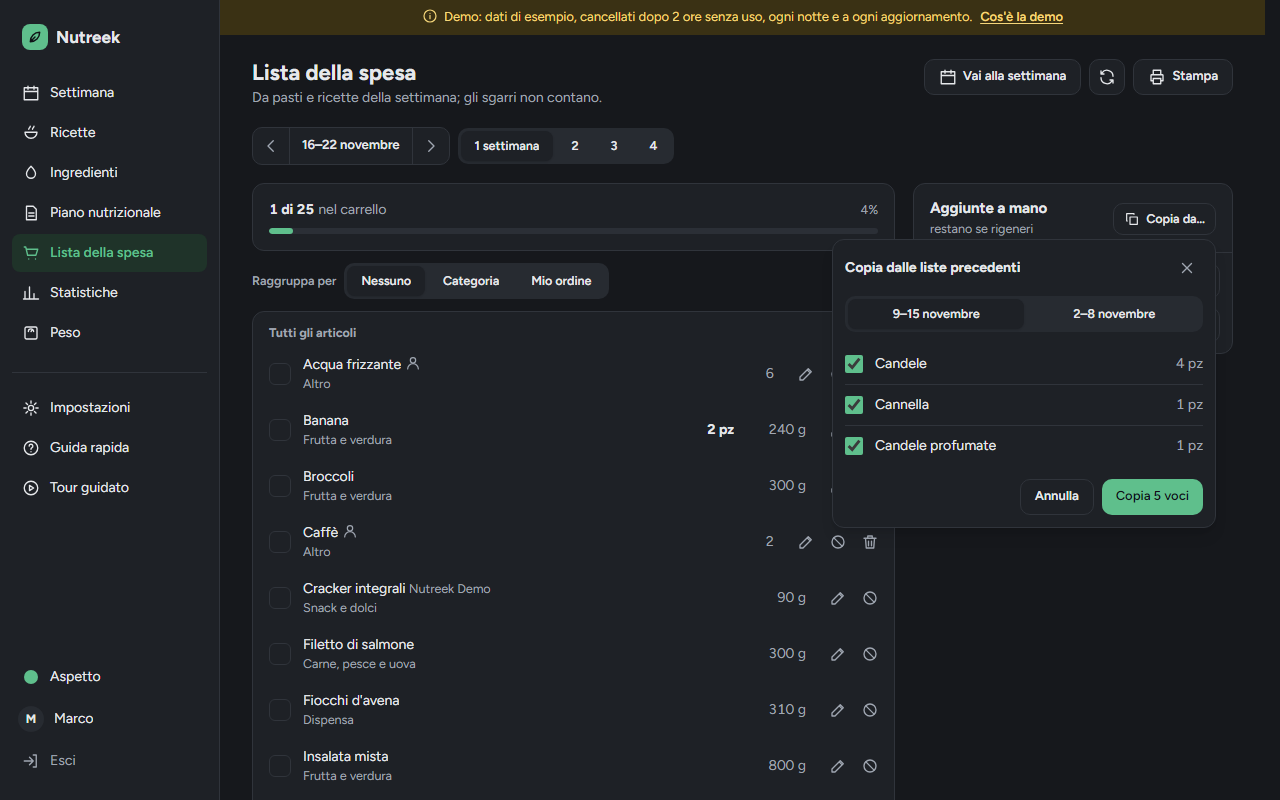 Nutreek
Settimana
Ricette
Ingredienti
Piano nutrizionale
Lista della spesa
Statistiche
Peso
Impostazioni
Guida rapida
Tour guidato
Aspetto
M Marco
Esci
Demo: dati di esempio, cancellati dopo 2 ore senza uso, ogni notte e a ogni aggiornamento. Cos'è la demo
Lista della spesa
Da pasti e ricette della settimana; gli sgarri non contano.
Vai alla settimana
Stampa
16–22 novembre
1 settimana 2 3 4
1 di 25 nel carrello 4%
Raggruppa per Nessuno Categoria Mio ordine
Tutti gli articoli
Acqua frizzante 6
Altro
Banana 2 pz 240 g
Frutta e verdura
Broccoli 300 g
Frutta e verdura
Caffè 2
Altro
Cracker integrali Nutreek Demo 90 g
Snack e dolci
Filetto di salmone 300 g
Carne, pesce e uova
Fiocchi d'avena 310 g
Dispensa
Insalata mista 800 g
Frutta e verdura
Aggiunte a mano
restano se rigeneri
Copia da...
Copia dalle liste precedenti
9–15 novembre 2–8 novembre
Candele 4 pz
Cannella 1 pz
Candele profumate 1 pz
Annulla Copia 5 voci